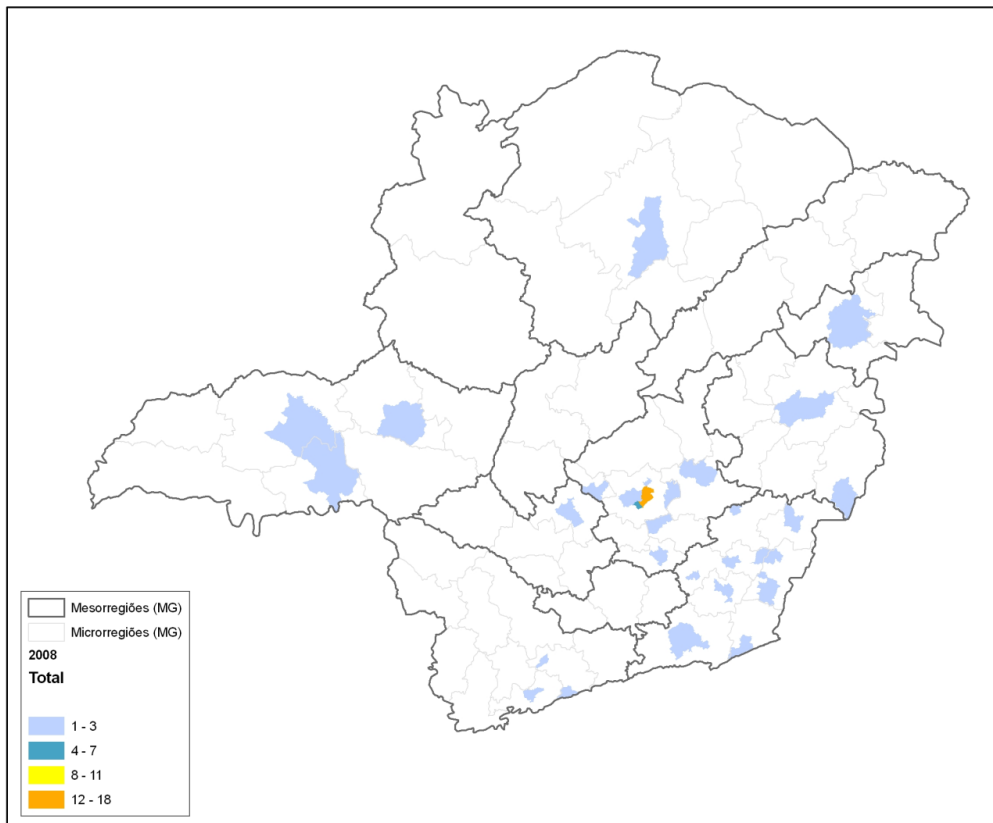 Mesorregiões (MG)
Microrregiões (MG)
2008
Total
1 - 3
4 - 7
8 - 11
12 - 18